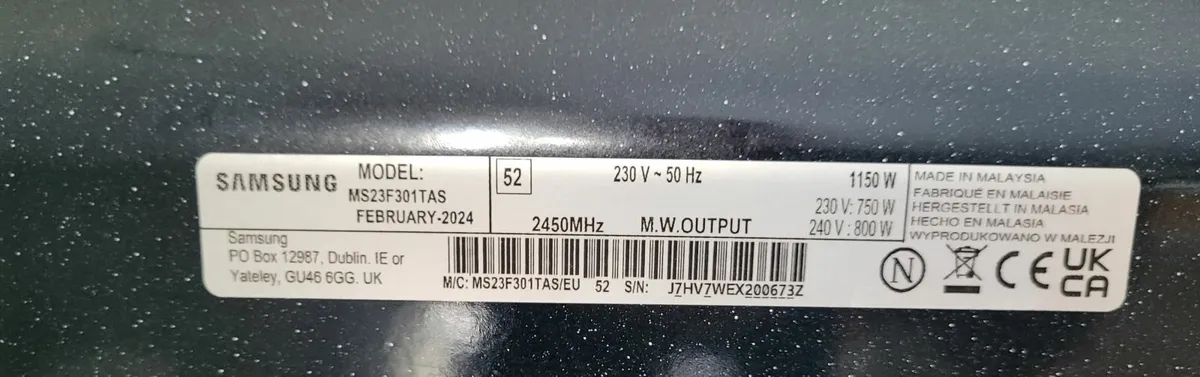 SAMSUNG
MODEL:
MS23F301TAS
FEBRUARY-2024
52
230 V ~ 50 Hz
1150 W
230 V: 750 W
2450MHz M.W.OUTPUT 240 V : 800 W
MADE IN MALAYSIA
FABRIQUÉ EN MALAISIE
HERGESTELLT IN MALASIA
HECHO EN MALASIA
WYPRODUKOWANO W MALEZJI
Samsung
PO Box 12987, Dublin. IE or
Yateley, GU46 6GG. UK
M/C: MS23F301TAS/EU 52 S/N: J7HV7WEX200673Z
N
CE
UK
CA